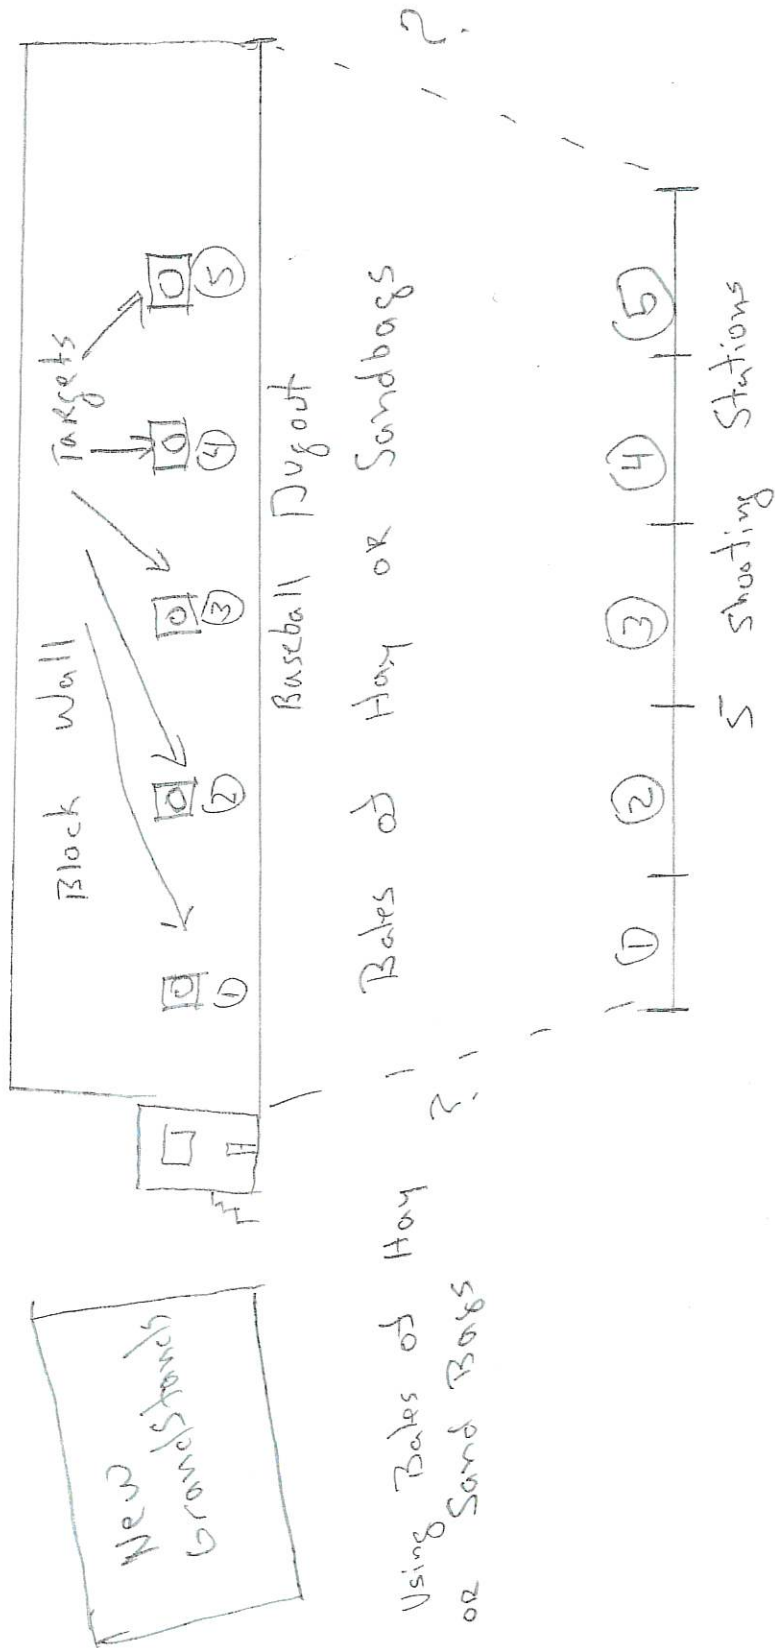 ?
Block Wall
Targets
1
2
3
4
5
Baseball Dugout
New
Grandstands
Bales of Hay or Sandbags
?
Using Bales of Hay
or Sand Bags
1
2
3
4
5
5 Shooting Stations